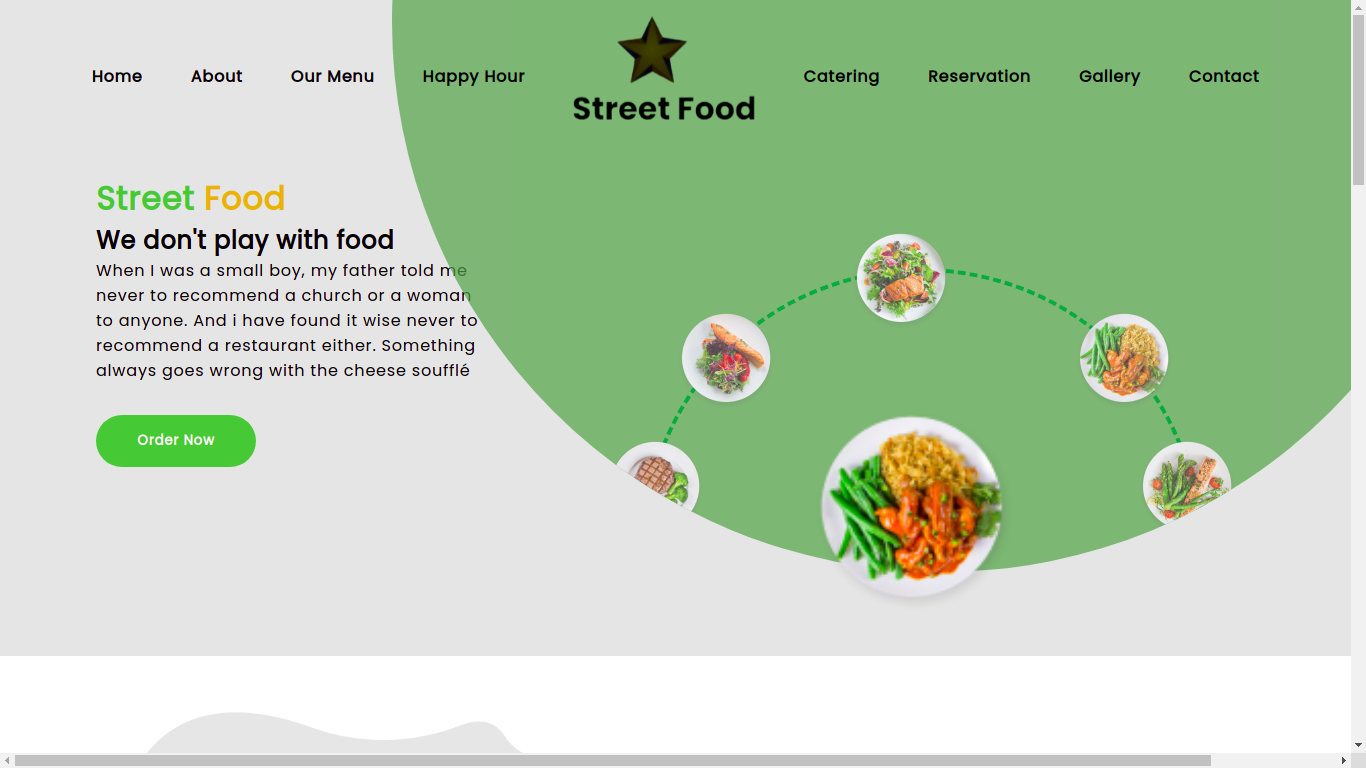 Home About Our Menu Happy Hour Street Food Catering Reservation Gallery Contact
Street Food
We don't play with food
When I was a small boy, my father told me
never to recommend a church or a woman
to anyone. And i have found it wise never to
recommend a restaurant either. Something
always goes wrong with the cheese soufflé
Order Now